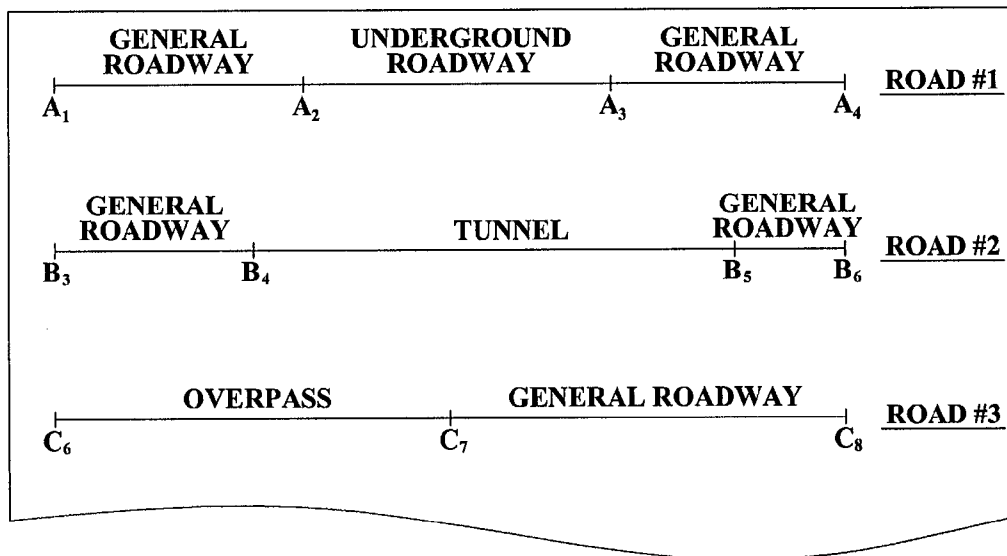 GENERAL UNDERGROUND GENERAL
ROADWAY ROADWAY ROADWAY
ROAD #1
A₁ A₂ A₃ A₄
GENERAL GENERAL
ROADWAY TUNNEL ROADWAY
ROAD #2
B₃ B₄ B₅ B₆
OVERPASS GENERAL ROADWAY
ROAD #3
C₆ C₇ C₈